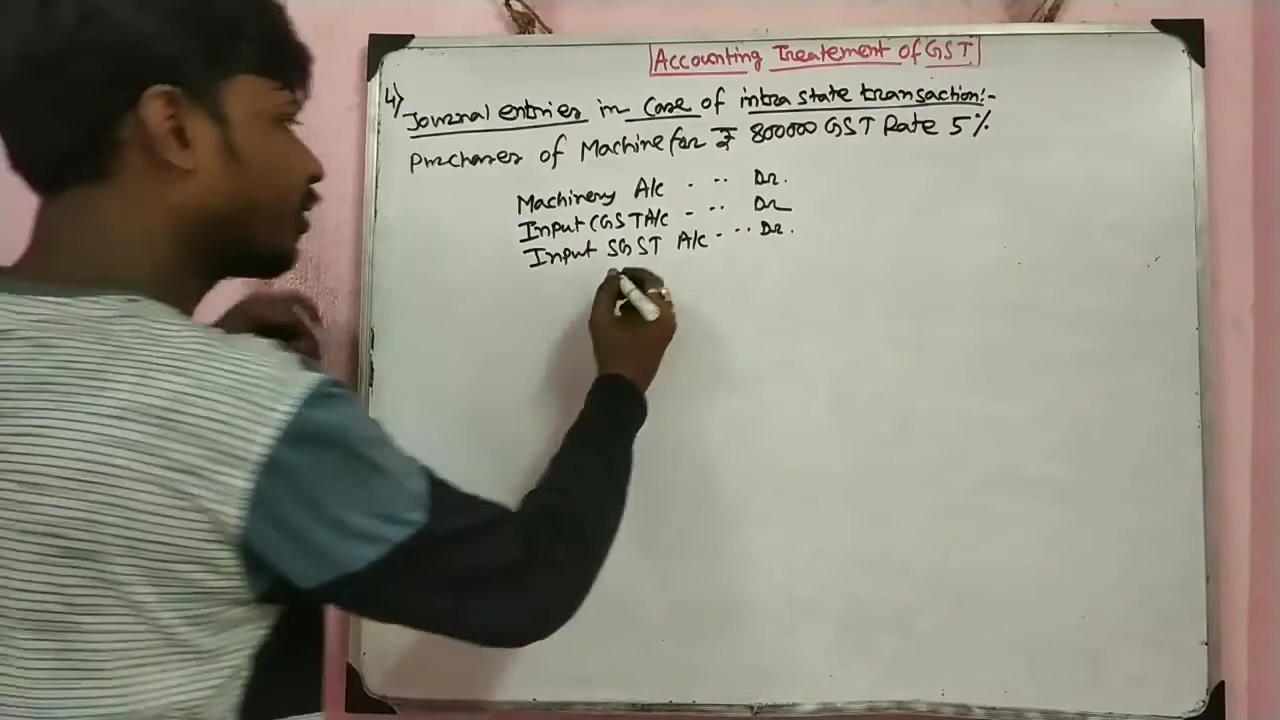 Accounting Treatement of GST
4) Journal entries in Case of intra state transaction:-
Purchases of Machine for ₹ 800000 GST Rate 5%
Machinery A/c - .. Dr.
Input CGST A/c - .. Dr
Input SGST A/c - .. Dr.